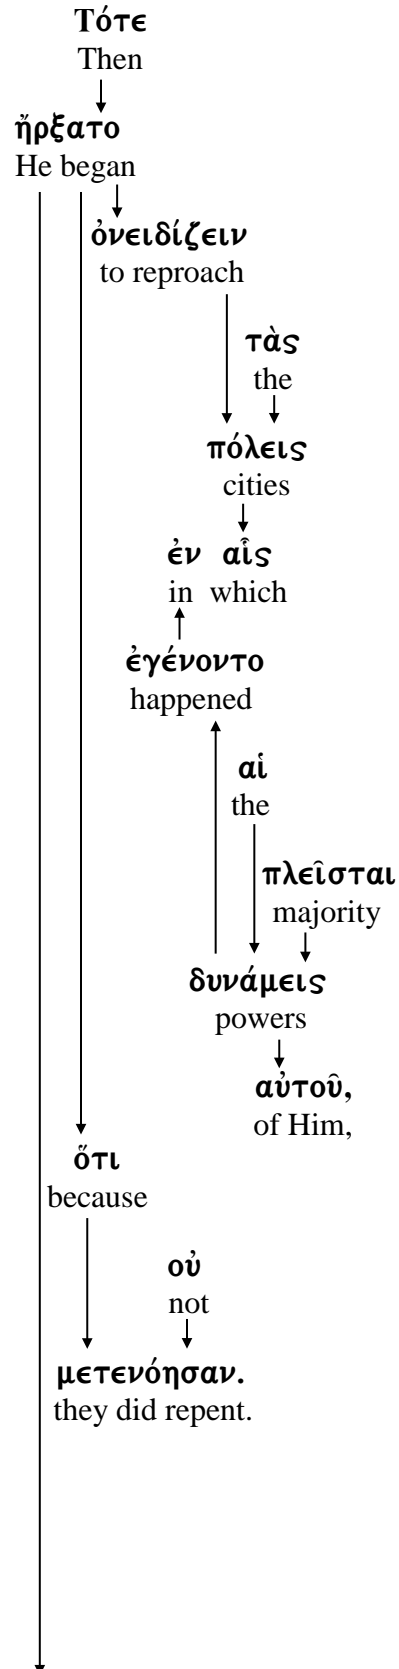 Τότε
Then
ἤρξατο
He began
ὀνειδίζειν
to reproach
τὰς
the
πόλεις
cities
ἐν αἷς
in which
ἐγένοντο
happened
αἱ
the
πλεῖσται
majority
δυνάμεις
powers
αὐτοῦ,
of Him,
ὅτι
because
οὐ
not
μετενόησαν.
they did repent.